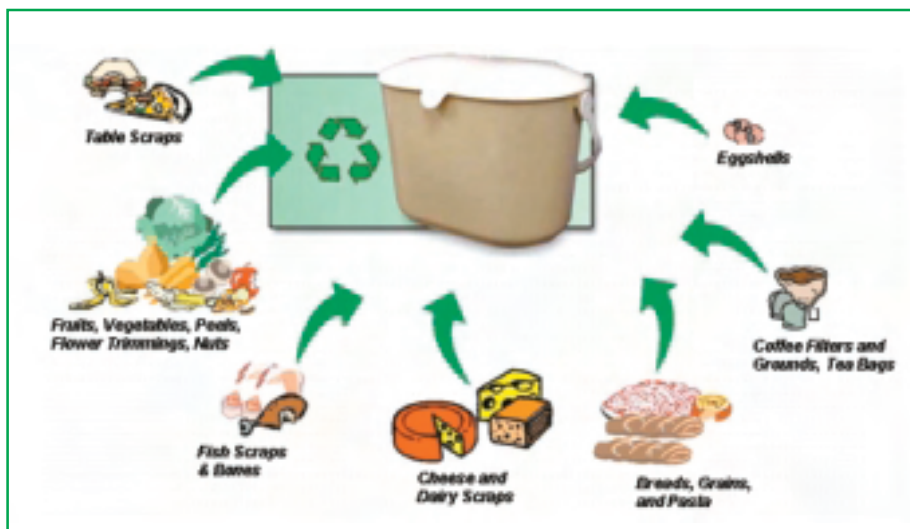 Table Scraps
Eggshells
Fruits, Vegetables, Peels,
Flower Trimmings, Nuts
Coffee Filters and
Grounds, Tea Bags
Fish Scraps
& Bones
Cheese and
Dairy Scraps
Breads, Grains,
and Pasta